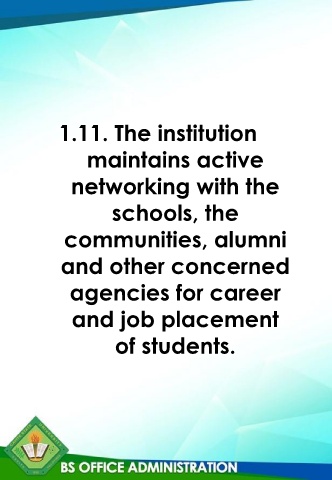 1.11. The institution
maintains active
networking with the
schools, the
communities, alumni
and other concerned
agencies for career
and job placement
of students.
BS OFFICE ADMINISTRATION